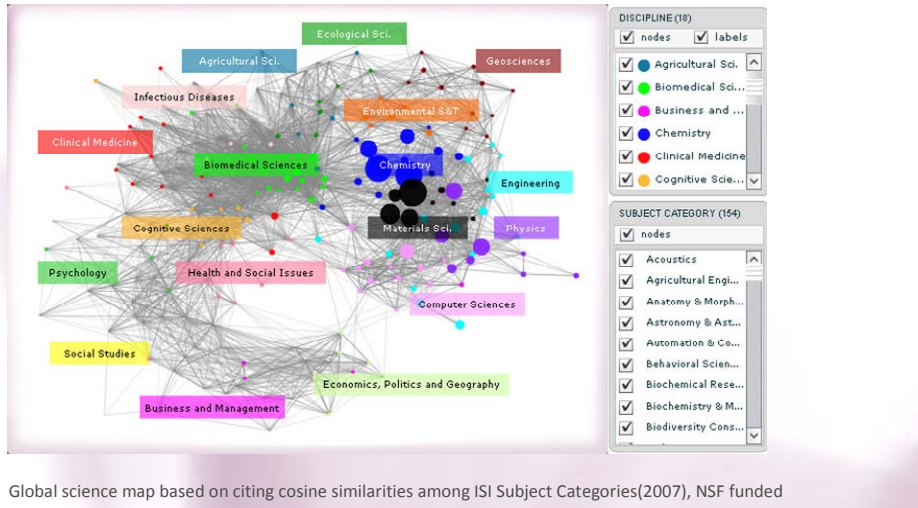 Ecological Sci.
Agricultural Sci.
Geosciences
Infectious Diseases
Environmental S&T
Clinical Medicine
Biomedical Sciences
Chemistry
Engineering
Cognitive Sciences
Materials Sci.
Physics
Psychology
Health and Social Issues
Computer Sciences
Social Studies
Economics, Politics and Geography
Business and Management
DISCIPLINE (18)
nodes labels
Agricultural Sci.
Biomedical Sci...
Business and ...
Chemistry
Clinical Medicine
Cognitive Scie...
SUBJECT CATEGORY (154)
nodes
Acoustics
Agricultural Engi...
Anatomy & Morph...
Astronomy & Ast...
Automation & Co...
Behavioral Scien...
Biochemical Rese...
Biochemistry & M...
Biodiversity Cons...
Global science map based on citing cosine similarities among ISI Subject Categories(2007), NSF funded